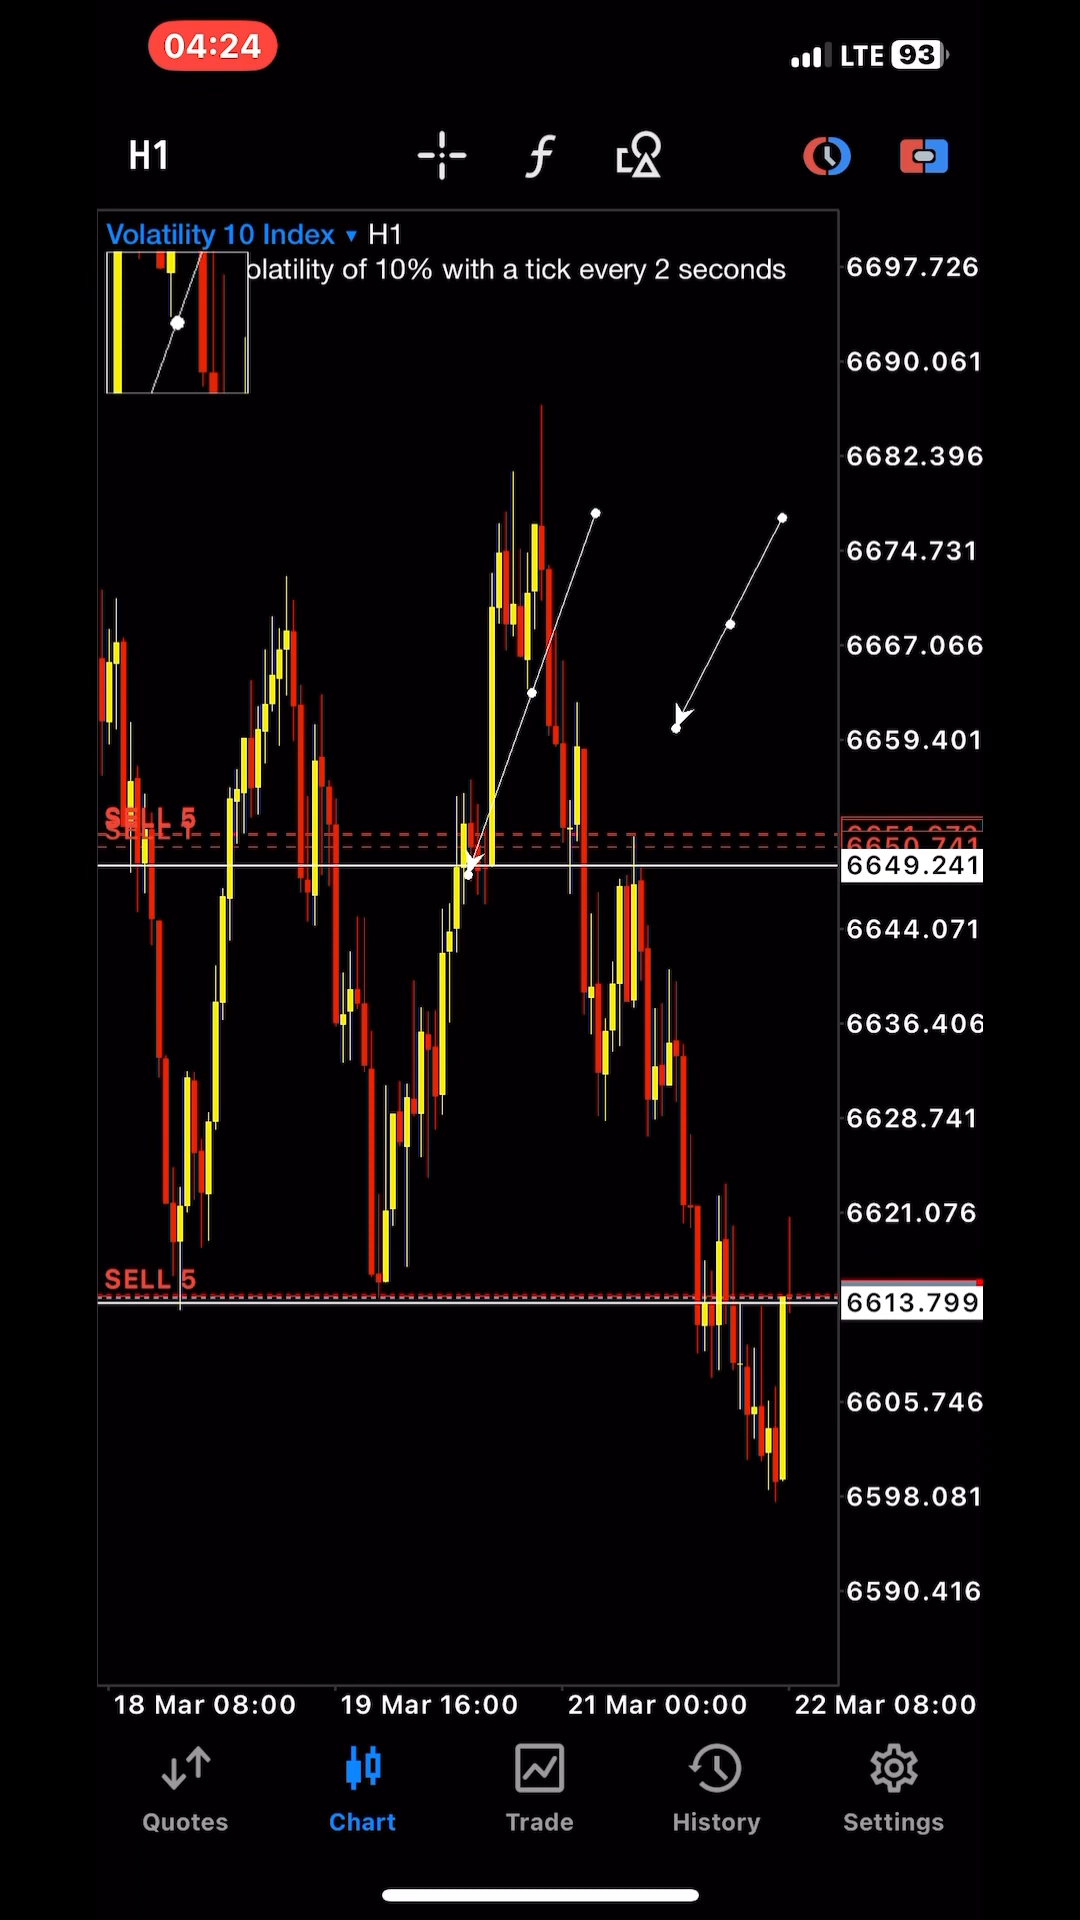 04:24
LTE 93
H1
Volatility 10 Index ▾ H1
olatility of 10% with a tick every 2 seconds
6697.726
6690.061
6682.396
6674.731
6667.066
6659.401
SELL 5
6650.741
6649.241
6644.071
6636.406
6628.741
6621.076
SELL 5
6613.799
6605.746
6598.081
6590.416
18 Mar 08:00 19 Mar 16:00 21 Mar 00:00 22 Mar 08:00
Quotes Chart Trade History Settings